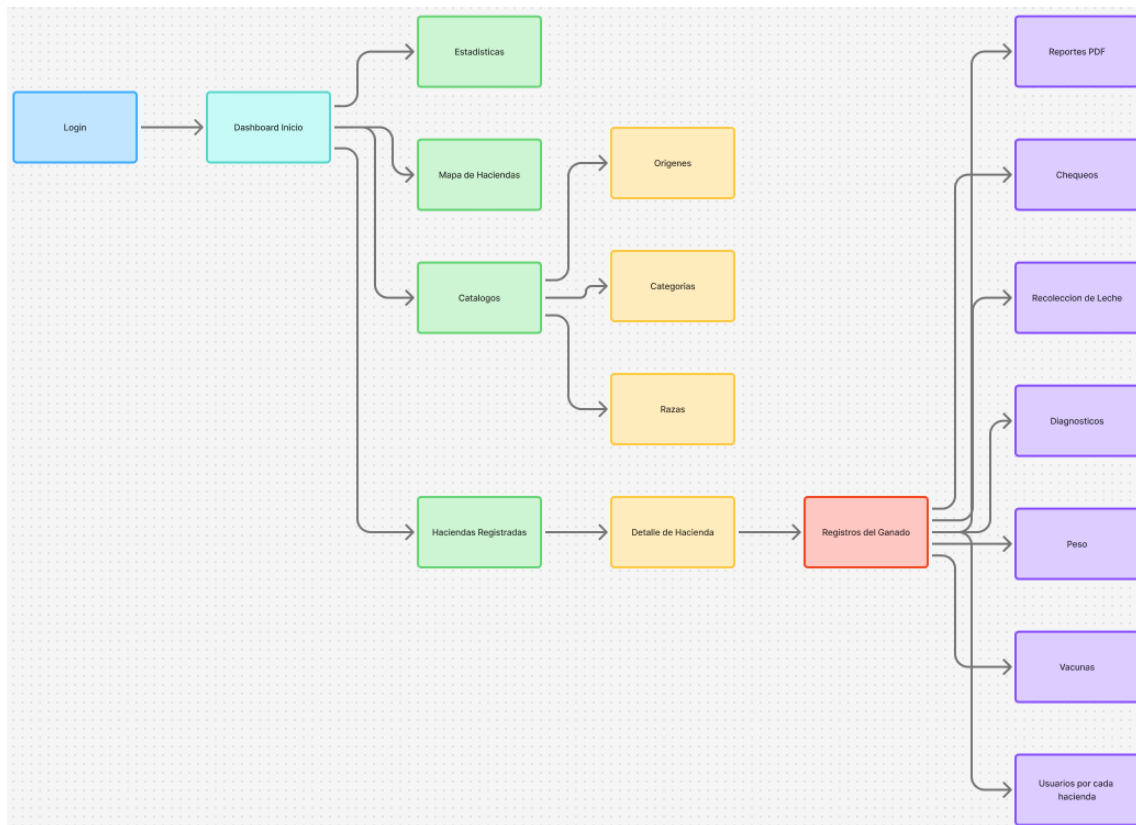 Login
Dashboard Inicio
Estadisticas
Mapa de Haciendas
Catalogos
Haciendas Registradas
Origenes
Categorias
Razas
Detalle de Hacienda
Registros del Ganado
Reportes PDF
Chequeos
Recoleccion de Leche
Diagnosticos
Peso
Vacunas
Usuarios por cada
hacienda